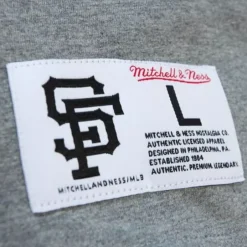 SF
Mitchell & Ness
L
MITCHELL & NESS NOSTALGIA CO.
AUTHENTIC LICENSED APPAREL
DESIGNED IN PHILADELPHIA, PA
ESTABLISHED 1904
AUTHENTIC. PREMIUM. LEGENDARY
MITCHELLANDNESS/MLB